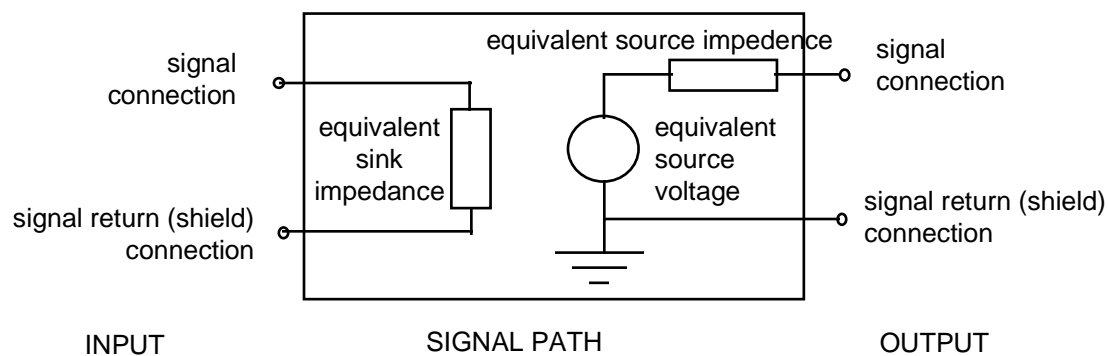 equivalent source impedence
signal
connection
signal
connection
equivalent
sink
impedance
equivalent
source
voltage
signal return (shield)
connection
signal return (shield)
connection
INPUT
SIGNAL PATH
OUTPUT